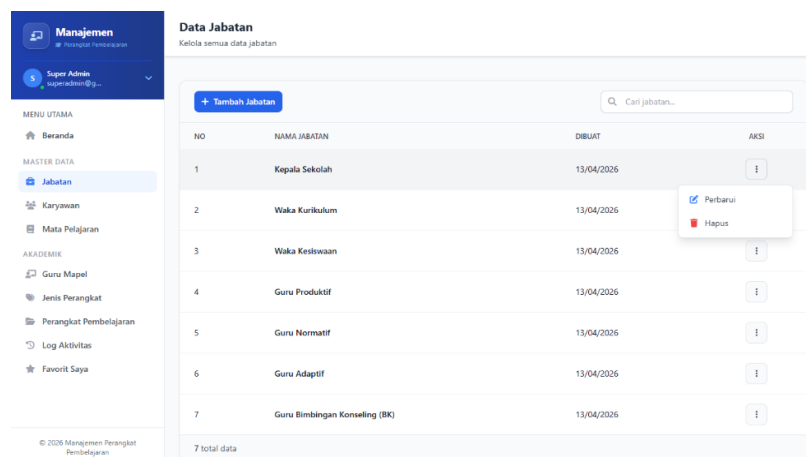 Manajemen
Perangkat Pembelajaran
S
Super Admin
superadmin@g...
MENU UTAMA
Beranda
MASTER DATA
Jabatan
Karyawan
Mata Pelajaran
AKADEMIK
Guru Mapel
Jenis Perangkat
Perangkat Pembelajaran
Log Aktivitas
Favorit Saya
© 2026 Manajemen Perangkat
Pembelajaran
Data Jabatan
Kelola semua data jabatan
+ Tambah Jabatan
Cari jabatan...
NO NAMA JABATAN DIBUAT AKSI
1 Kepala Sekolah 13/04/2026
Perbarui
Hapus
2 Waka Kurikulum 13/04/2026
3 Waka Kesiswaan 13/04/2026
4 Guru Produktif 13/04/2026
5 Guru Normatif 13/04/2026
6 Guru Adaptif 13/04/2026
7 Guru Bimbingan Konseling (BK) 13/04/2026
7 total data